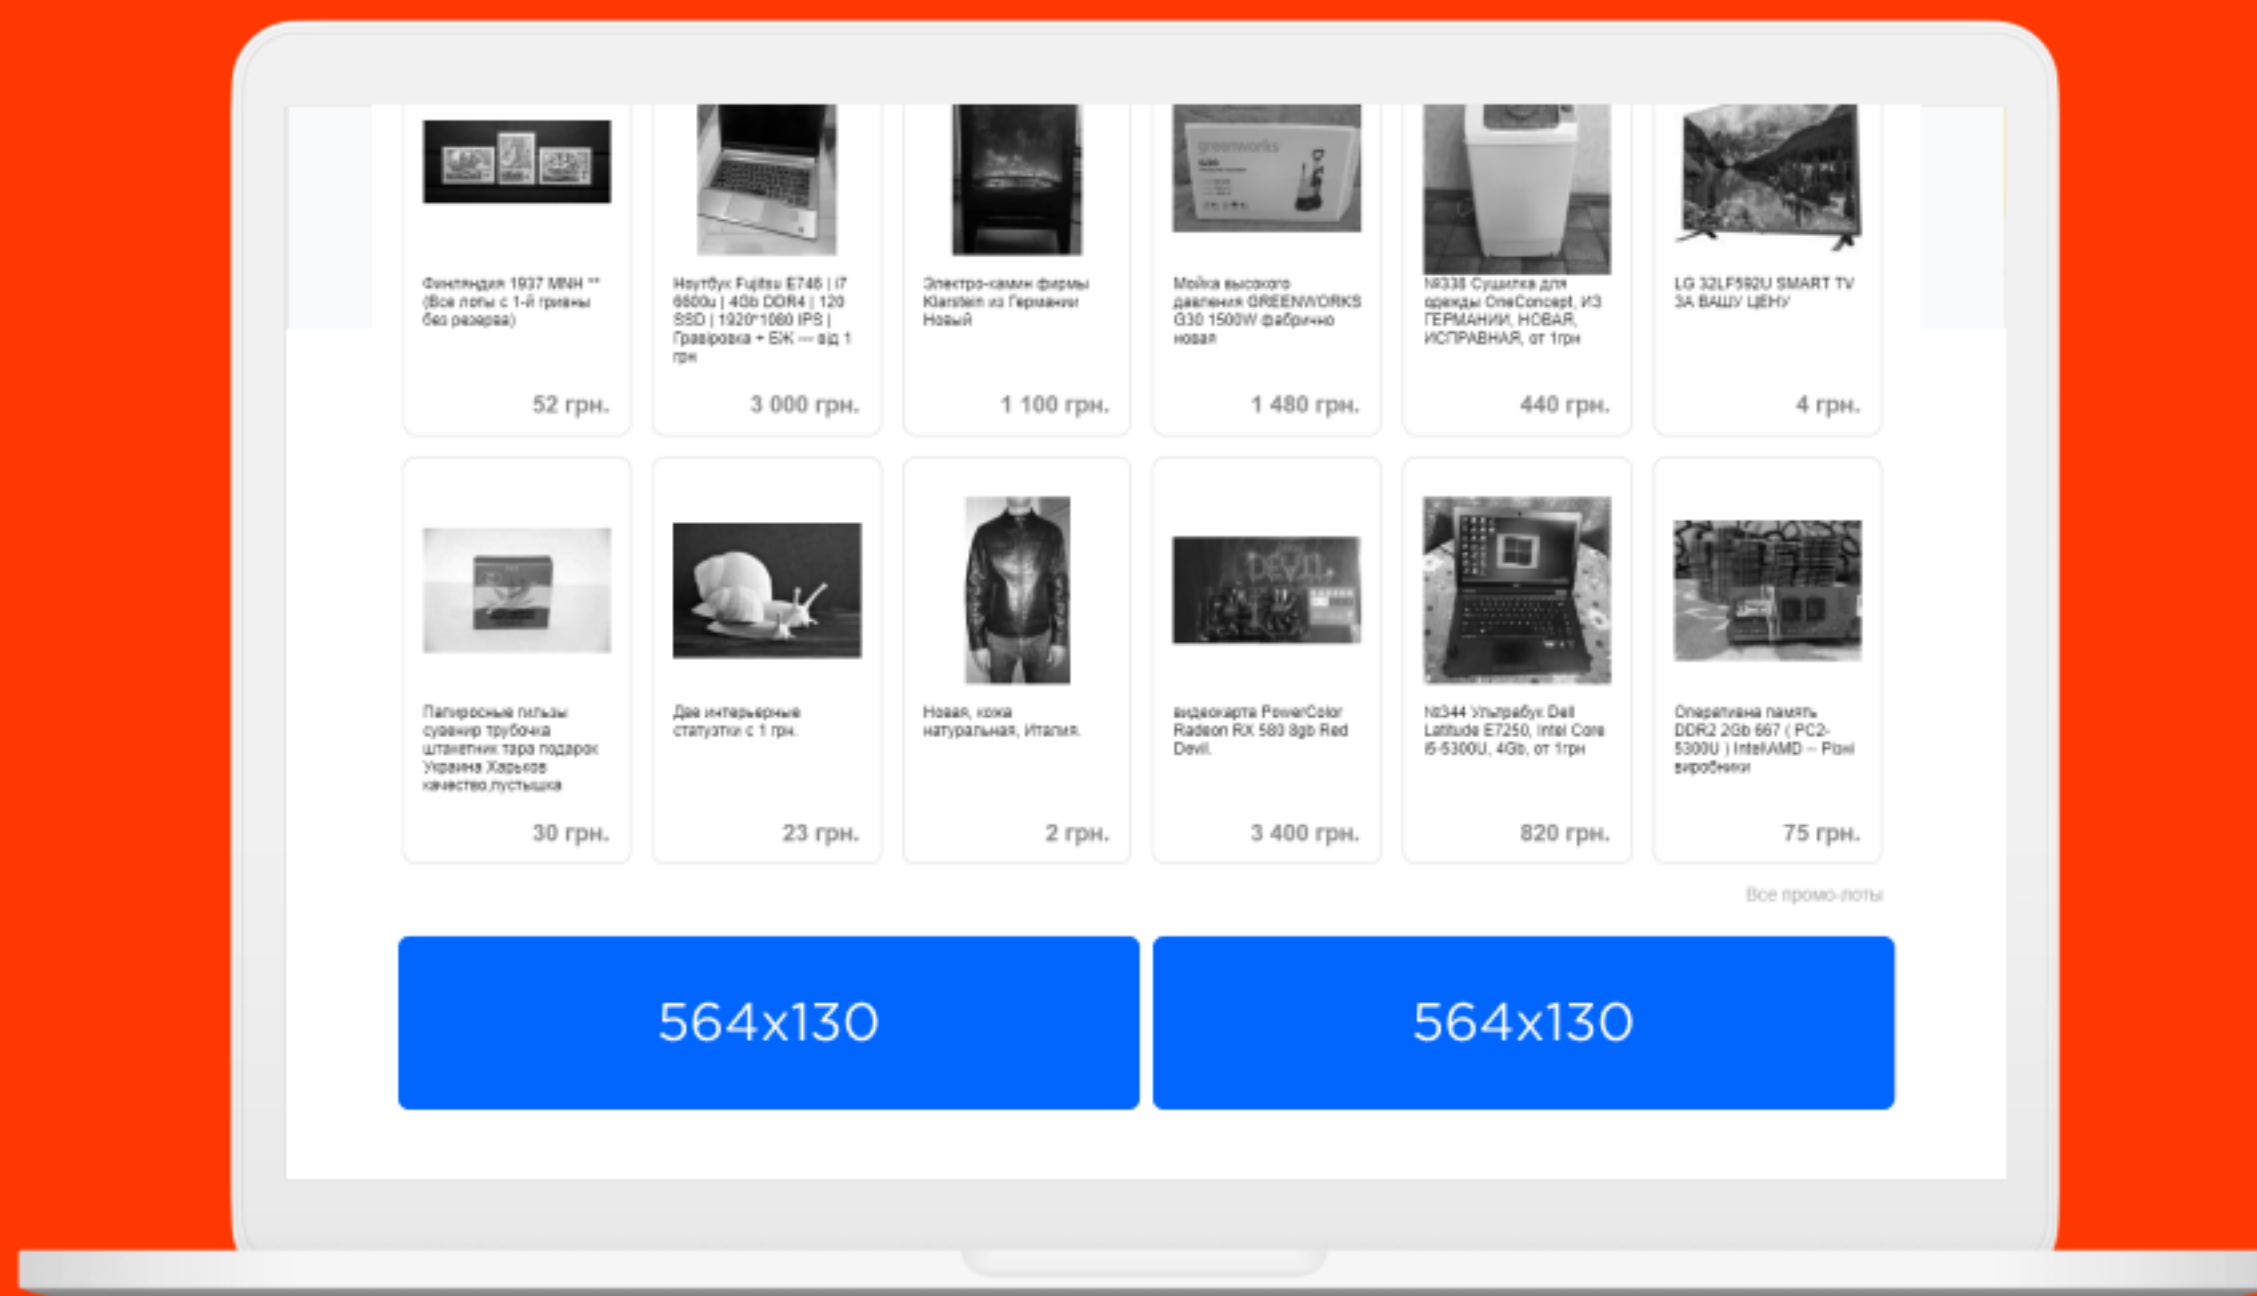 greenworks
G30
Финляндия 1937 MNH **
(Все лоты с 1-й гривны
без резерва)
52 грн.
Ноутбук Fujitsu E746 | i7
6600u | 4Gb DDR4 | 120
SSD | 1920*1080 IPS |
Гравіровка + БЖ --- від 1
грн
3 000 грн.
Электро-камин фирмы
Klarstein из Германии
Новый
1 100 грн.
Мойка высокого
давления GREENWORKS
G30 1500W фабрично
новая
1 480 грн.
№338 Сушилка для
одежды OneConcept, ИЗ
ГЕРМАНИИ, НОВАЯ,
ИСПРАВНАЯ, от 1грн
440 грн.
LG 32LF592U SMART TV
ЗА ВАШУ ЦЕНУ
4 грн.
Папиросные гильзы
сувенир трубочка
штакетник тара подарок
Украина Харьков
качество,пустышка
30 грн.
Две интерьерные
статуэтки с 1 грн.
23 грн.
Новая, кожа
натуральная, Италия.
2 грн.
DEVIL
видеокарта PowerColor
Radeon RX 580 8gb Red
Devil.
3 400 грн.
№344 Ультрабук Dell
Latitude E7250, Intel Core
i5-5300U, 4Gb, от 1грн
820 грн.
Оперативна память
DDR2 2Gb 667 ( PC2-
5300U ) Intel\AMD -- Різні
виробники
75 грн.
Все промо-лоты
564x130
564x130